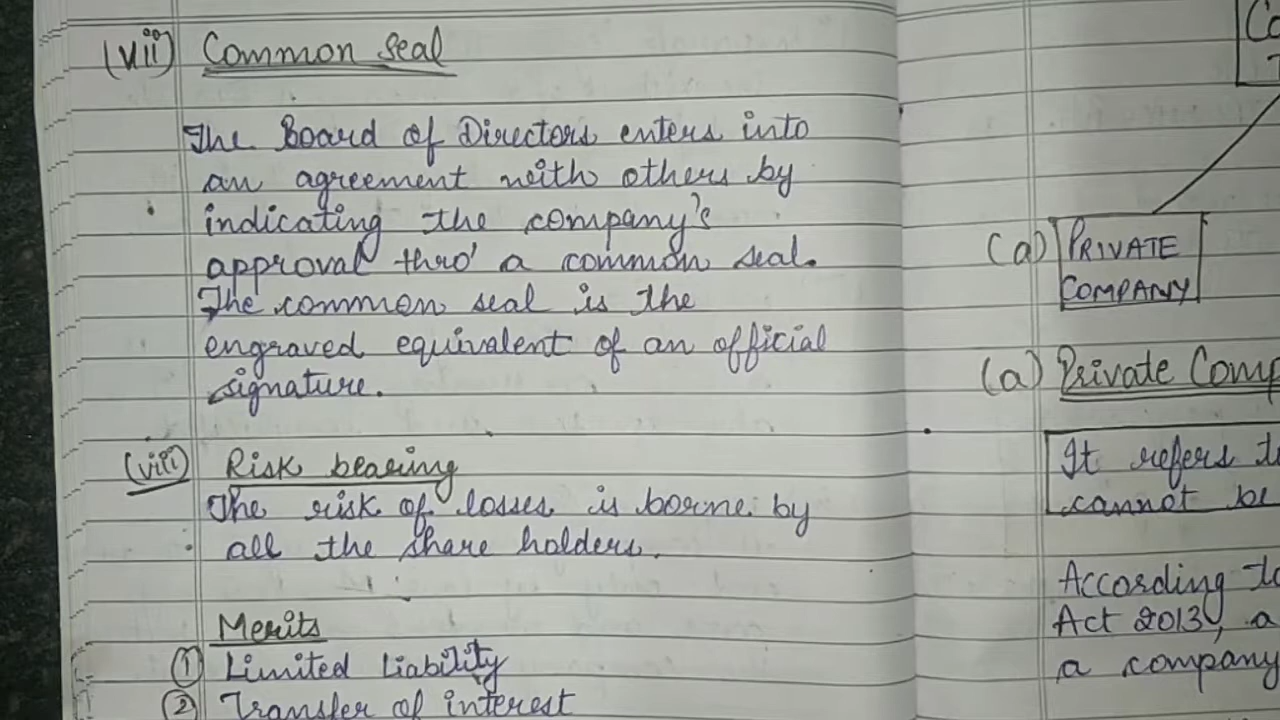 (vii) Common seal
The Board of Directors enters into
an agreement with others by
indicating the company's
approval thro' a common seal.
The common seal is the
engraved equivalent of an official
signature.
(viii) Risk bearing
The risk of losses is borne by
all the share holders.
Merits
① Limited Liability
② Transfer of interest
(a) PRIVATE
COMPANY
(a) Private Comp
It refers t
cannot be
According to
Act 2013, a
a company